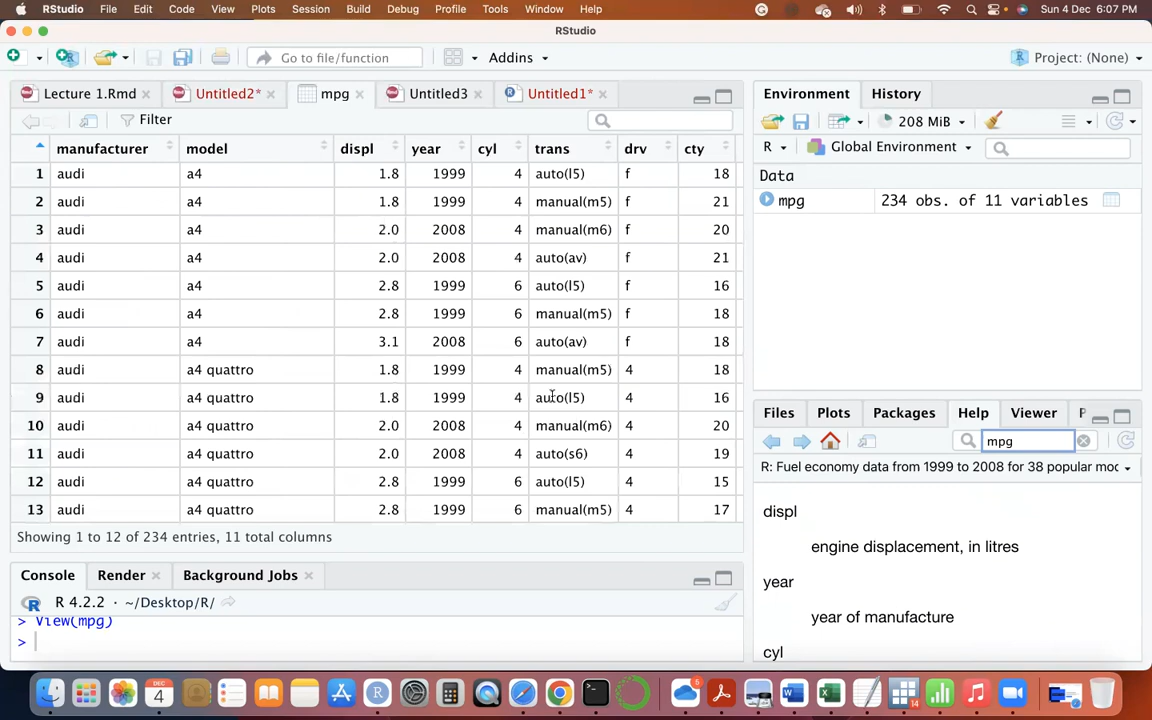 RStudio File Edit Code View Plots Session Build Debug Profile Tools Window Help Sun 4 Dec 6:07 PM
RStudio
Go to file/function Addins Project: (None)
Lecture 1.Rmd Untitled2* mpg Untitled3 Untitled1*
Filter
manufacturer model displ year cyl trans drv cty
1 audi a4 1.8 1999 4 auto(l5) f 18
2 audi a4 1.8 1999 4 manual(m5) f 21
3 audi a4 2.0 2008 4 manual(m6) f 20
4 audi a4 2.0 2008 4 auto(av) f 21
5 audi a4 2.8 1999 6 auto(l5) f 16
6 audi a4 2.8 1999 6 manual(m5) f 18
7 audi a4 3.1 2008 6 auto(av) f 18
8 audi a4 quattro 1.8 1999 4 manual(m5) 4 18
9 audi a4 quattro 1.8 1999 4 auto(l5) 4 16
10 audi a4 quattro 2.0 2008 4 manual(m6) 4 20
11 audi a4 quattro 2.0 2008 4 auto(s6) 4 19
12 audi a4 quattro 2.8 1999 6 auto(l5) 4 15
13 audi a4 quattro 2.8 1999 6 manual(m5) 4 17
Showing 1 to 12 of 234 entries, 11 total columns
Console Render Background Jobs
R 4.2.2 · ~/Desktop/R/
> View(mpg)
>
Environment History
208 MiB
R Global Environment
Data
mpg 234 obs. of 11 variables
Files Plots Packages Help Viewer P
mpg
R: Fuel economy data from 1999 to 2008 for 38 popular moc
displ
engine displacement, in litres
year
year of manufacture
cyl